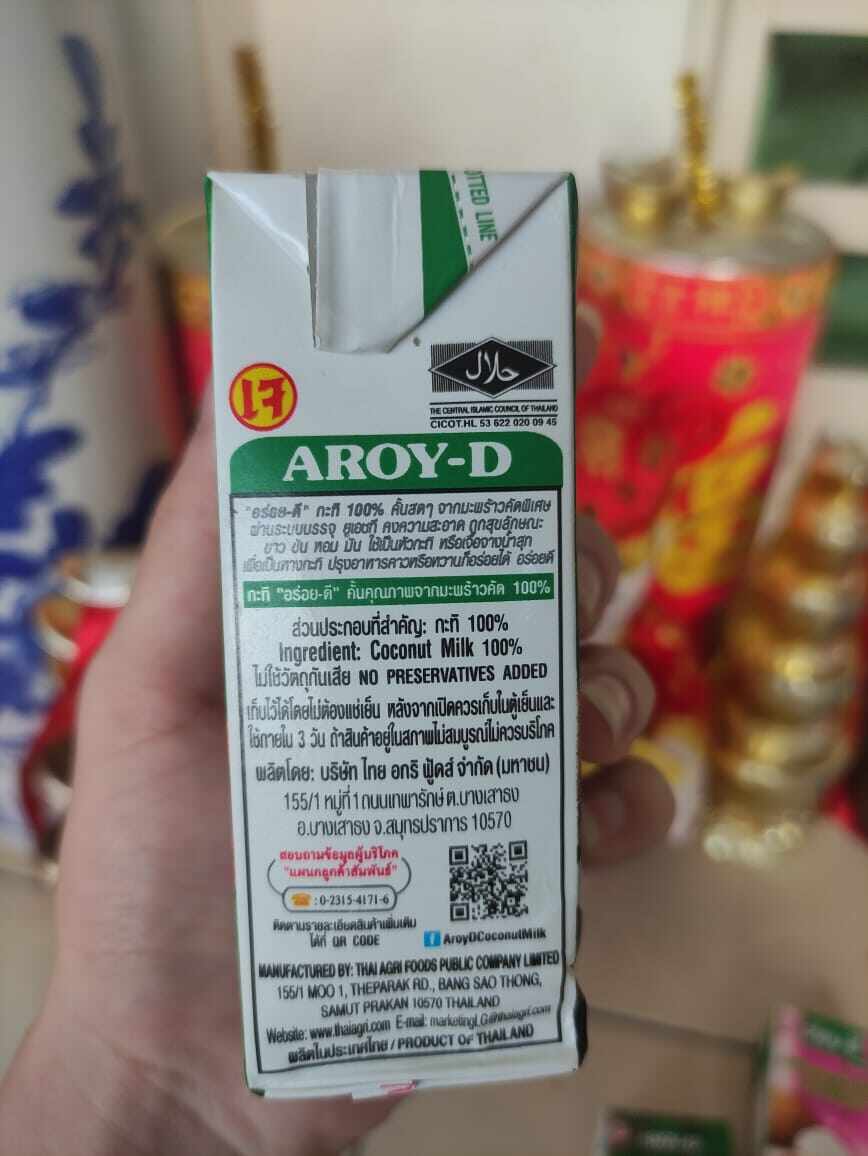 OTTED LINE
เจ
حلال
THE CENTRAL ISLAMIC COUNCIL OF THAILAND
CICOT.HL 53 622 020 09 45
AROY-D
"อร่อย-ดี" กะทิ 100% คั้นสดๆ จากมะพร้าวคัดพิเศษ
ผ่านระบบบรรจุ ยูเอชที คงความสะอาด ถูกสุขลักษณะ
ขาว ข้น หอม มัน ใช้เป็นหัวกะทิ หรือเจือจางน้ำสุก
เพื่อเป็นหางกะทิ ปรุงอาหารคาวหรือหวานก็อร่อยได้ อร่อยดี
กะทิ "อร่อย-ดี" คั้นคุณภาพจากมะพร้าวคัด 100%
ส่วนประกอบที่สำคัญ: กะทิ 100%
Ingredient: Coconut Milk 100%
ไม่ใช้วัตถุกันเสีย NO PRESERVATIVES ADDED
เก็บไว้ได้โดยไม่ต้องแช่เย็น หลังจากเปิดควรเก็บในตู้เย็นและ
ใช้ภายใน 3 วัน ถ้าสินค้าอยู่ในสภาพไม่สมบูรณ์ไม่ควรบริโภค
ผลิตโดย: บริษัท ไทย อกริ ฟู้ดส์ จำกัด (มหาชน)
155/1 หมู่ที่ 1 ถนนเทพารักษ์ ต.บางเสาธง
อ.บางเสาธง จ.สมุทรปราการ 10570
สอบถามข้อมูลผู้บริโภค
"แผนกลูกค้าสัมพันธ์"
☎ : 0-2315-4171-6
ติดตามรายละเอียดสินค้าเพิ่มเติม
ได้ที่ QR CODE
f AroyDCoconutMilk
MANUFACTURED BY: THAI AGRI FOODS PUBLIC COMPANY LIMITED
155/1 MOO 1, THEPARAK RD., BANG SAO THONG,
SAMUT PRAKAN 10570 THAILAND
Website: www.thaiagri.com E-mail: marketingLG@thaiagri.com
ผลิตในประเทศไทย / PRODUCT OF THAILAND